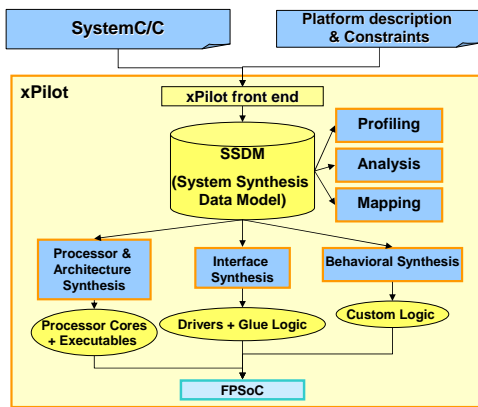 SystemC/C
Platform description
& Constraints
xPilot
xPilot front end
SSDM
(System Synthesis
Data Model)
Profiling
Analysis
Mapping
Processor &
Architecture
Synthesis
Interface
Synthesis
Behavioral Synthesis
Processor Cores
+ Executables
Drivers + Glue Logic
Custom Logic
FPSoC